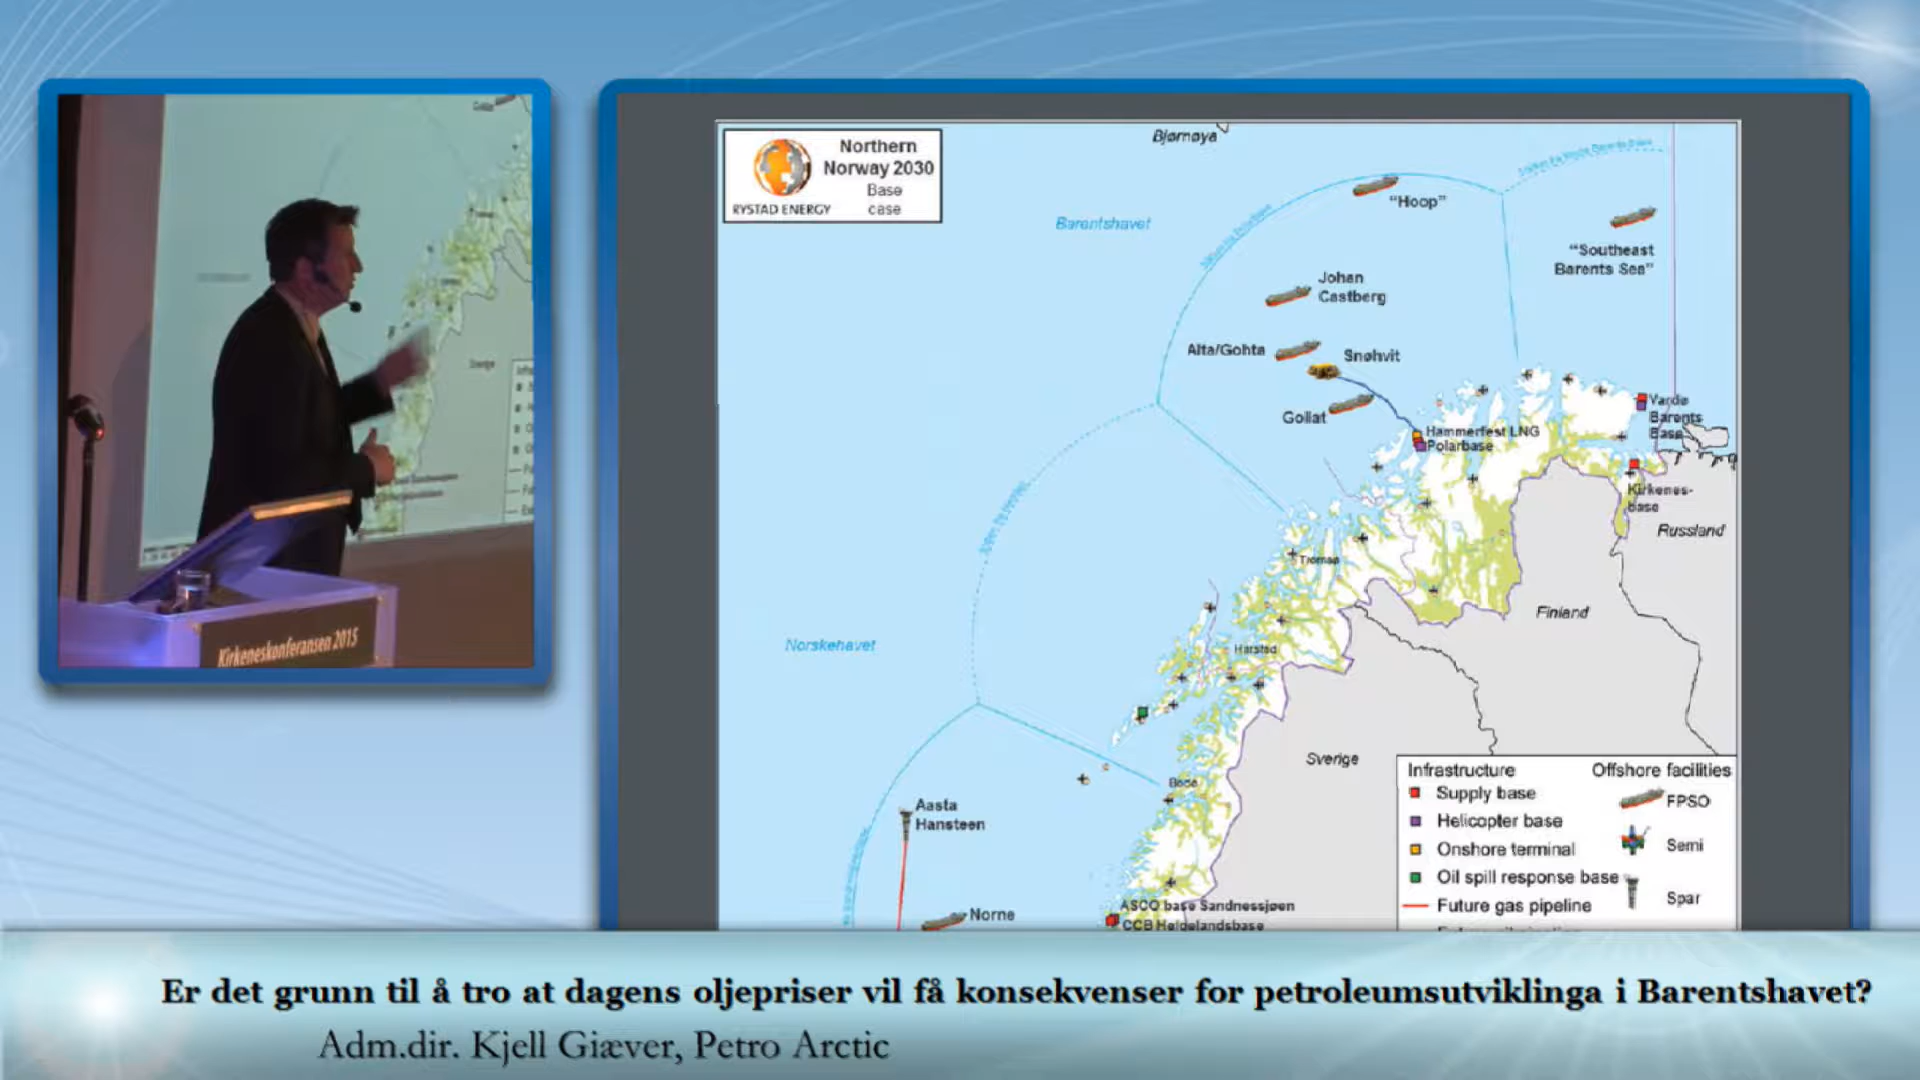 Kirkeneskonferansen 2015
RYSTAD ENERGY
Northern
Norway 2030
Base
case
Bjørnøya
Barentshavet
"Hoop"
"Southeast
Barents Sea"
Johan
Castberg
Alta/Gohta
Snøhvit
Goliat
Hammerfest LNG
Polarbase
Vardø
Barents
Base
Kirkenes-
base
Russland
Tromsø
Finland
Harstad
Norskehavet
Sverige
Bodø
Aasta
Hansteen
Norne
ASCO base Sandnessjøen
CCB Helgelandsbase
Infrastructure
Supply base
Helicopter base
Onshore terminal
Oil spill response base
Future gas pipeline
Offshore facilities
FPSO
Semi
Spar
Er det grunn til å tro at dagens oljepriser vil få konsekvenser for petroleumsutviklinga i Barentshavet?
Adm.dir. Kjell Giæver, Petro Arctic